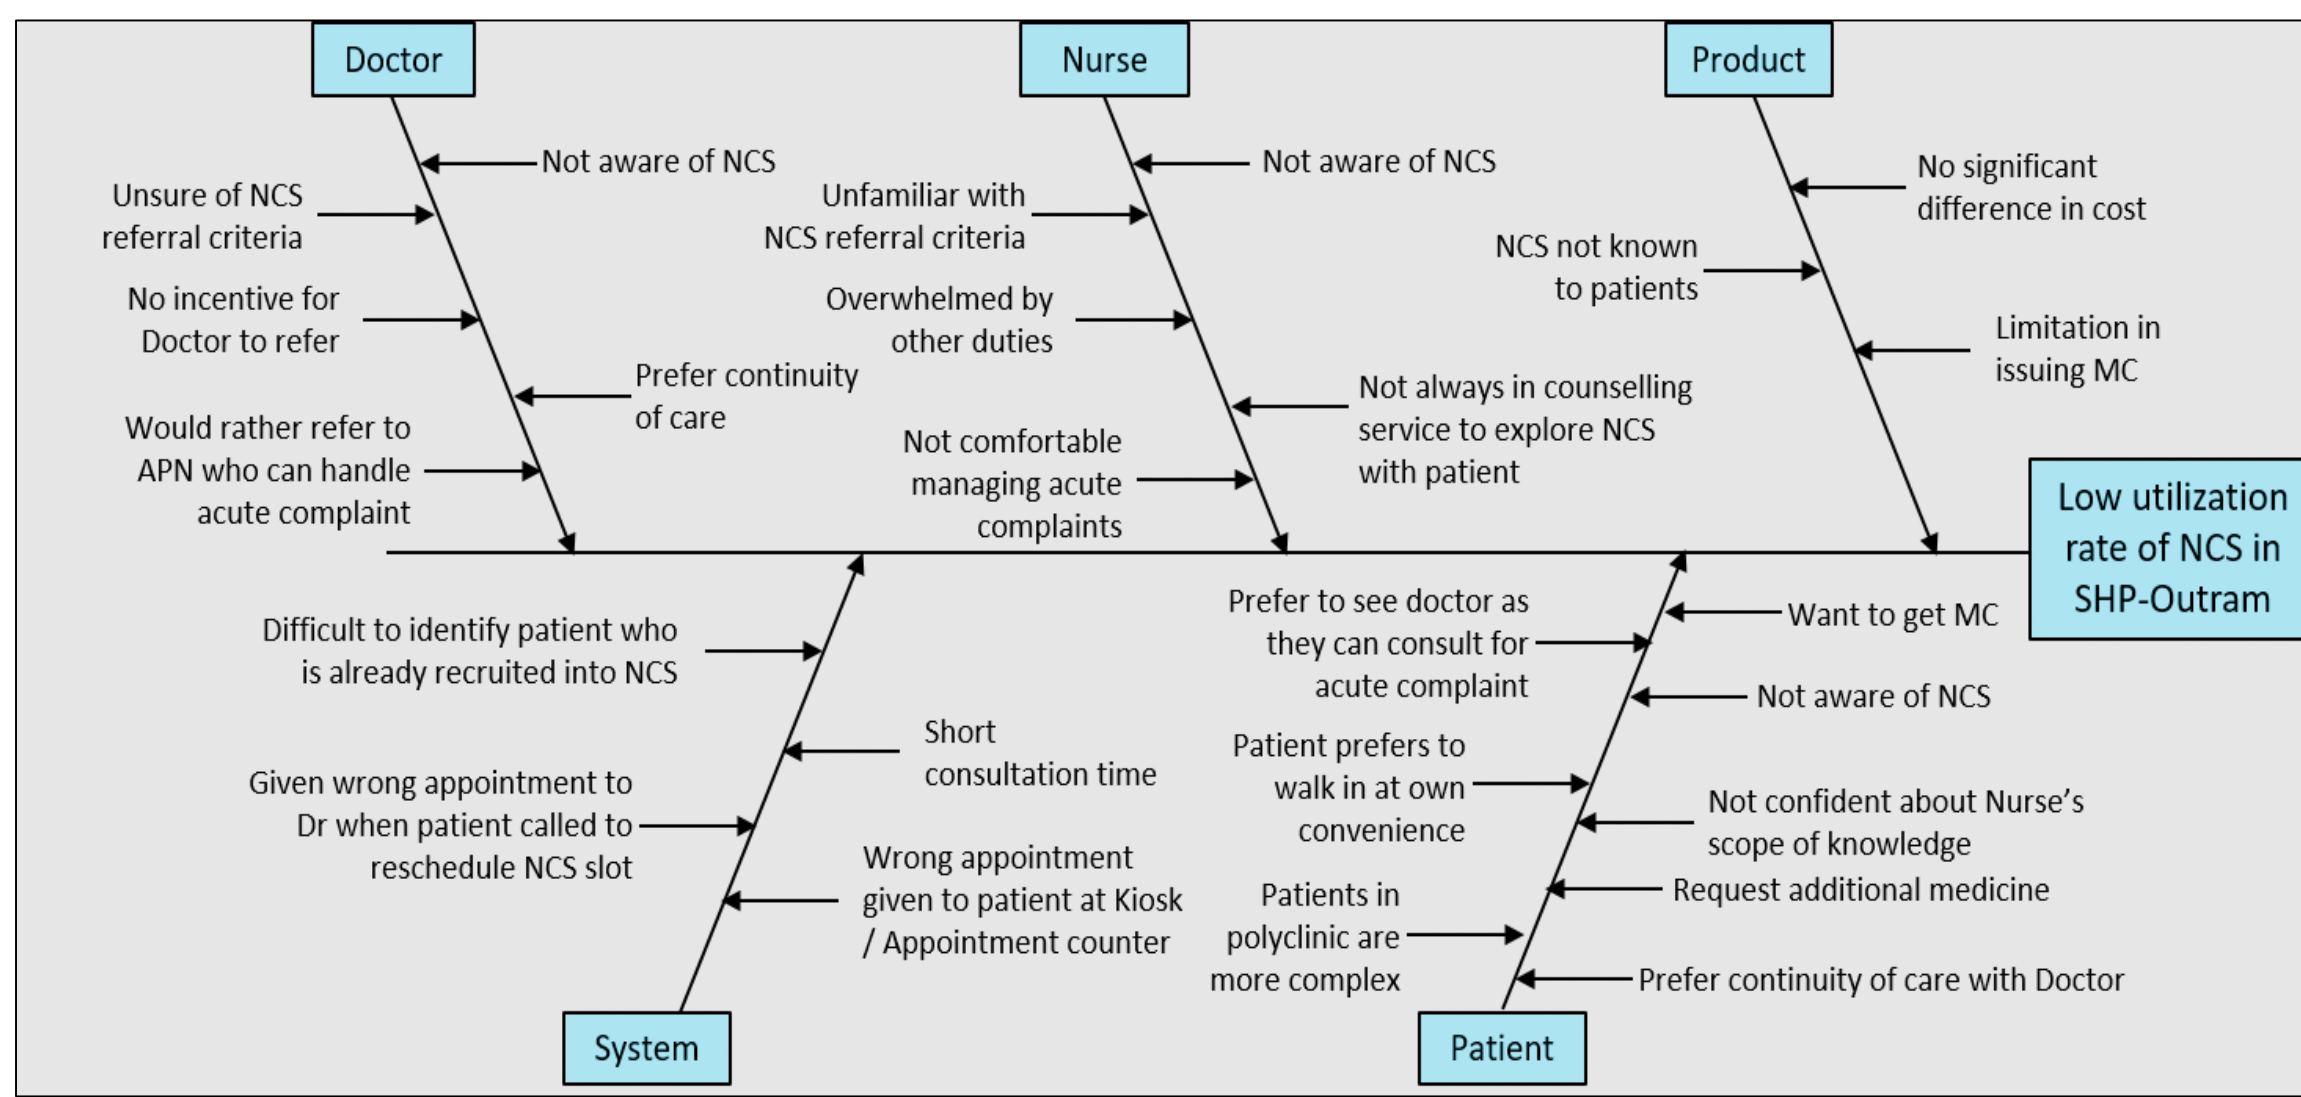 Doctor
Nurse
Product
Not aware of NCS
Unsure of NCS
referral criteria
No incentive for
Doctor to refer
Prefer continuity
of care
Would rather refer to
APN who can handle
acute complaint
Not aware of NCS
Unfamiliar with
NCS referral criteria
Overwhelmed by
other duties
Not always in counselling
service to explore NCS
with patient
Not comfortable
managing acute
complaints
No significant
difference in cost
NCS not known
to patients
Limitation in
issuing MC
Low utilization
rate of NCS in
SHP-Outram
Difficult to identify patient who
is already recruited into NCS
Short
consultation time
Given wrong appointment to
Dr when patient called to
reschedule NCS slot
Wrong appointment
given to patient at Kiosk
/ Appointment counter
Prefer to see doctor as
they can consult for
acute complaint
Want to get MC
Not aware of NCS
Patient prefers to
walk in at own
convenience
Not confident about Nurse’s
scope of knowledge
Request additional medicine
Patients in
polyclinic are
more complex
Prefer continuity of care with Doctor
System
Patient